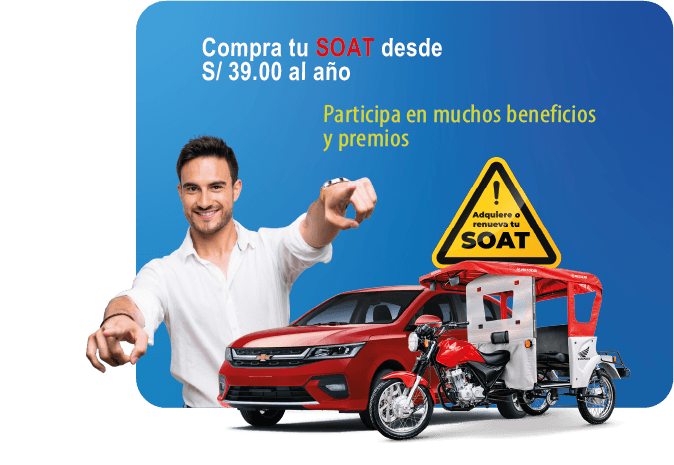 Compra tu SOAT desde
S/ 39.00 al año
Participa en muchos beneficios
y premios
!
Adquiere o
renueva tu
SOAT